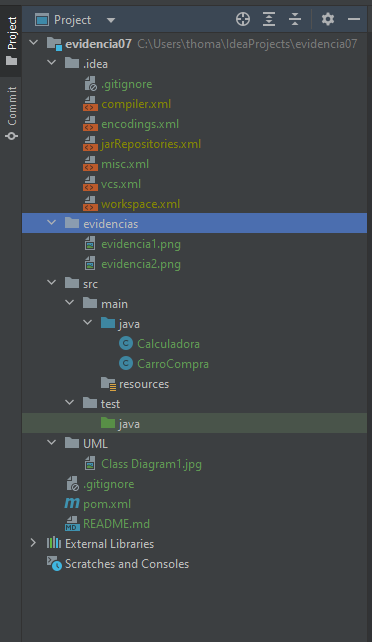 Project
Project
Commit
evidencia07 C:\Users\thoma\IdeaProjects\evidencia07
.idea
.gitignore
compiler.xml
encodings.xml
jarRepositories.xml
misc.xml
vcs.xml
workspace.xml
evidencias
evidencia1.png
evidencia2.png
src
main
java
C Calculadora
C CarroCompra
resources
test
java
UML
Class Diagram1.jpg
.gitignore
m pom.xml
MD README.md
External Libraries
Scratches and Consoles